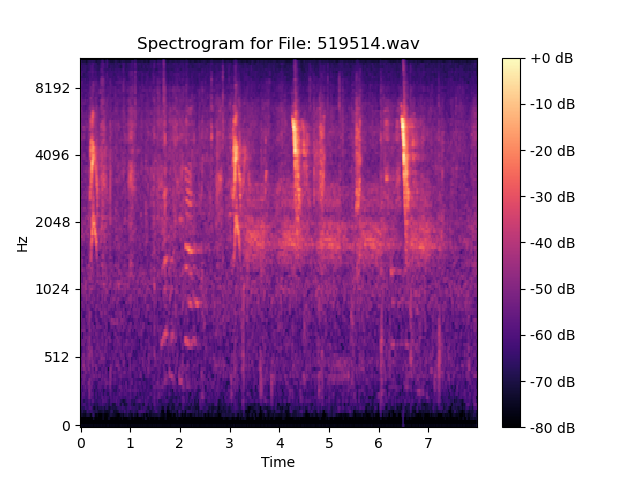 Spectrogram for File: 519514.wav
Hz
8192
4096
2048
1024
512
0
0 1 2 3 4 5 6 7
Time
+0 dB
-10 dB
-20 dB
-30 dB
-40 dB
-50 dB
-60 dB
-70 dB
-80 dB